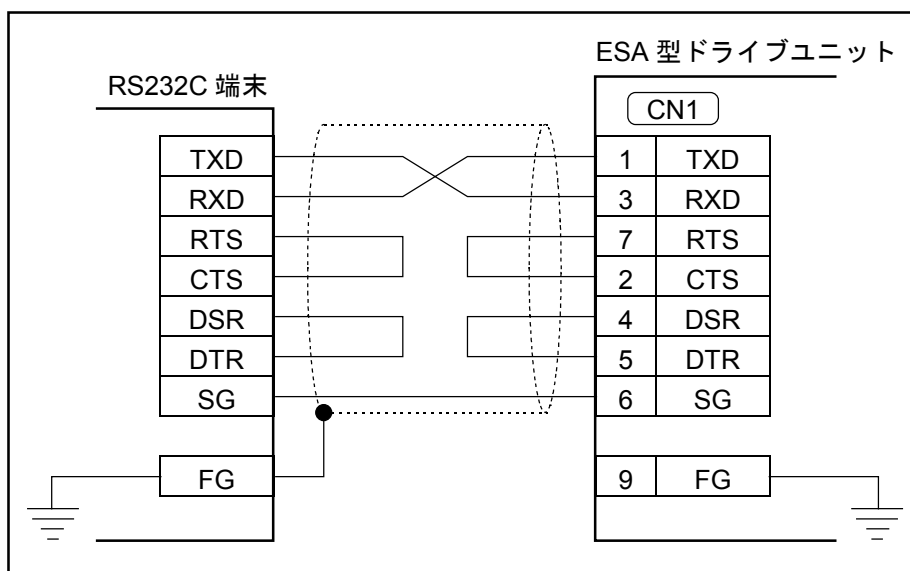 ESA 型ドライブユニット
RS232C 端末
CN1
TXD 1 TXD
RXD 3 RXD
RTS 7 RTS
CTS 2 CTS
DSR 4 DSR
DTR 5 DTR
SG 6 SG
FG 9 FG